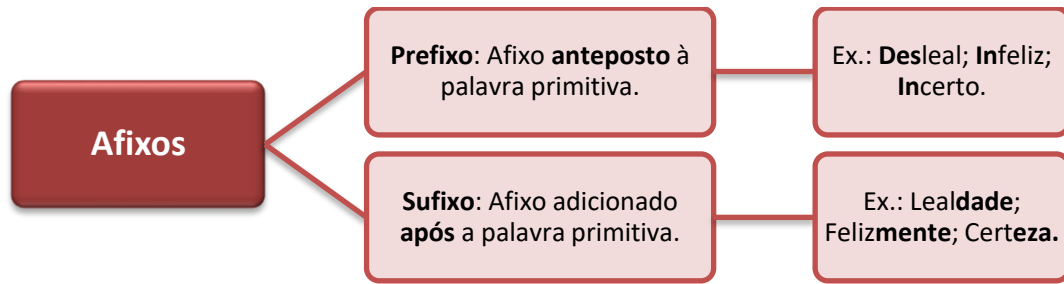 Afixos
Prefixo: Afixo anteposto à
palavra primitiva.
Ex.: Desleal; Infeliz;
Incerto.
Sufixo: Afixo adicionado
após a palavra primitiva.
Ex.: Lealdade;
Felizmente; Certeza.